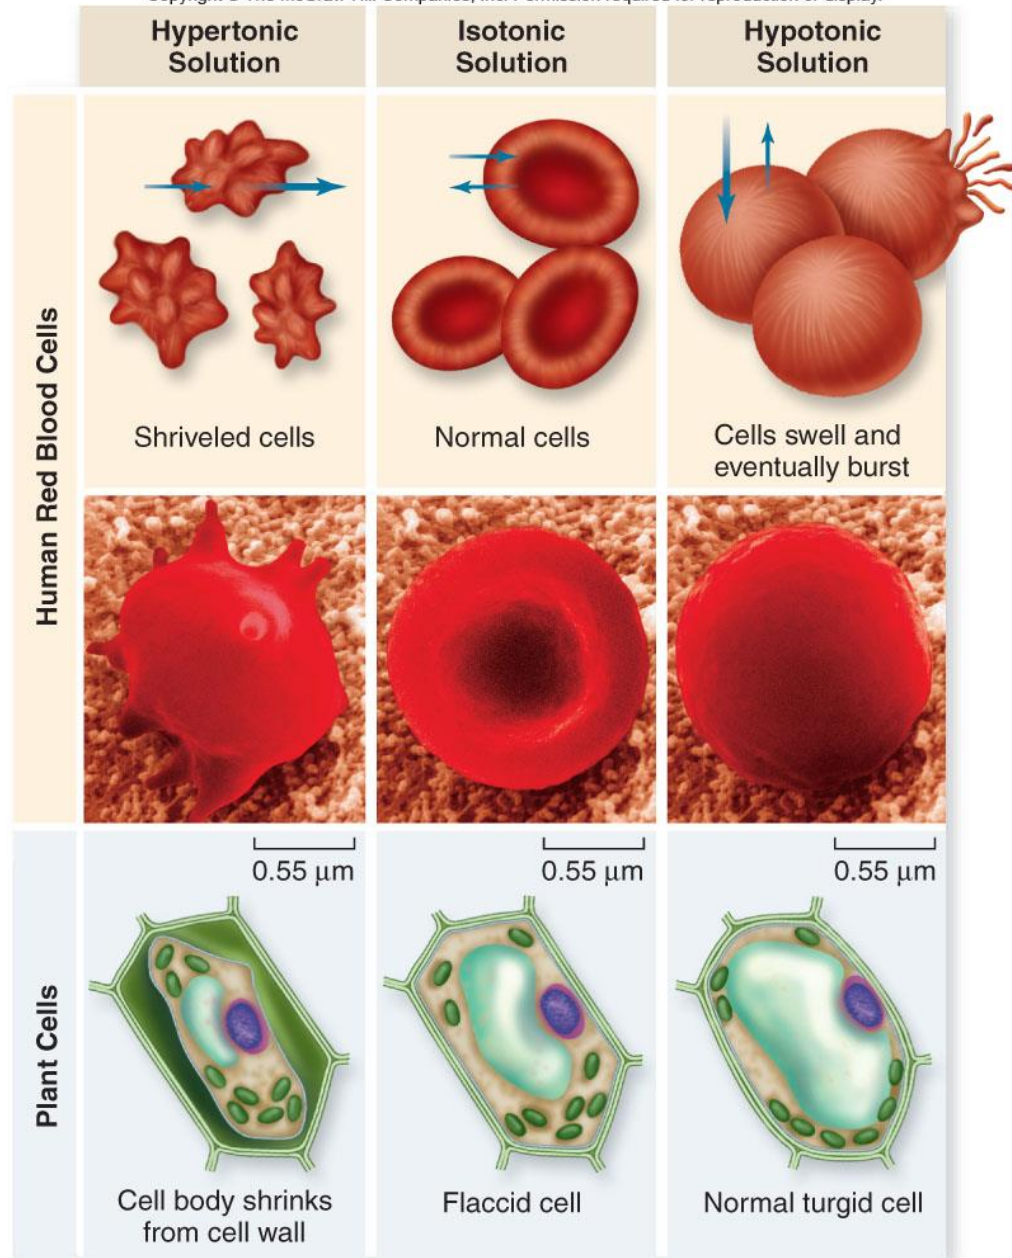 Hypertonic
Solution
Isotonic
Solution
Hypotonic
Solution
Human Red Blood Cells
Shriveled cells
Normal cells
Cells swell and
eventually burst
0.55 μm
0.55 μm
0.55 μm
Plant Cells
Cell body shrinks
from cell wall
Flaccid cell
Normal turgid cell